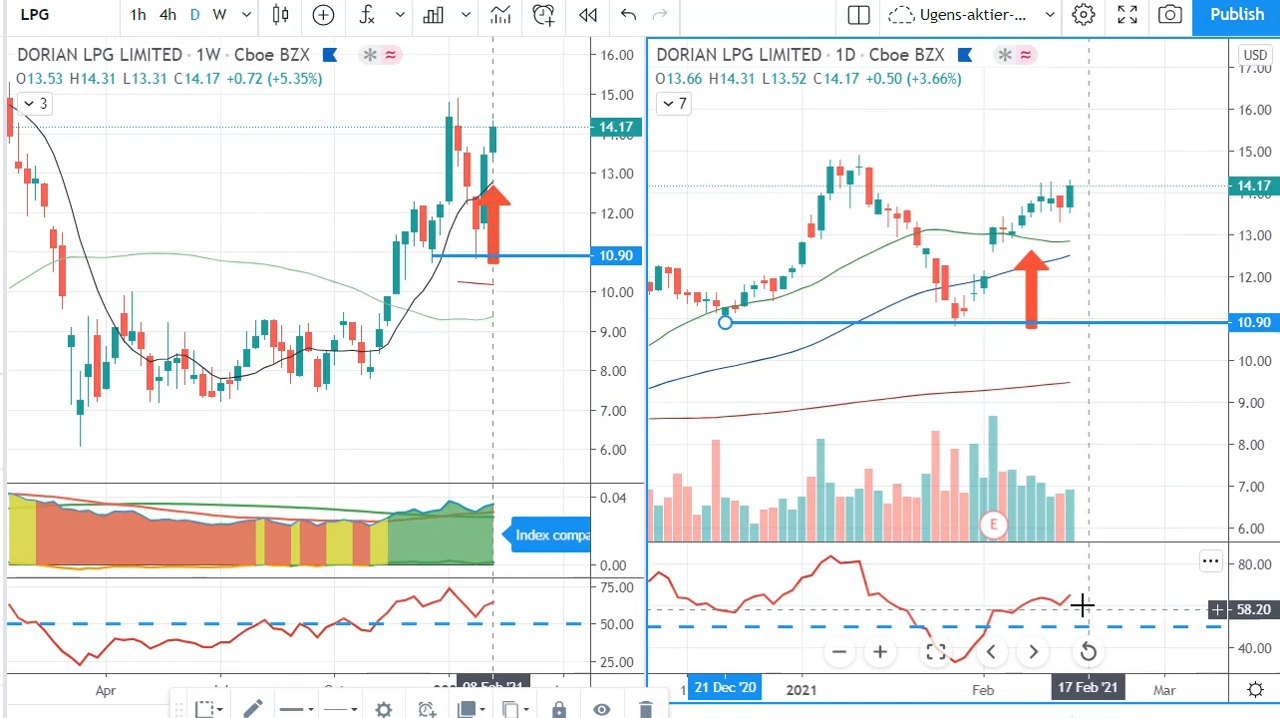 LPG
1h 4h D W
Ugens-aktier-...
Publish
DORIAN LPG LIMITED · 1W · Cboe BZX
O13.53 H14.31 L13.31 C14.17 +0.72 (+5.35%)
3
16.00
15.00
14.17
13.00
12.00
10.90
10.00
9.00
8.00
7.00
6.00
0.04
Index compa
0.00
75.00
50.00
25.00
Apr
08 Feb '21
DORIAN LPG LIMITED · 1D · Cboe BZX
USD
O13.66 H14.31 L13.52 C14.17 +0.50 (+3.66%)
7
17.00
16.00
15.00
14.17
13.00
12.00
10.90
10.00
9.00
8.00
7.00
6.00
E
80.00
58.20
40.00
21 Dec '20
2021
Feb
17 Feb '21
Mar